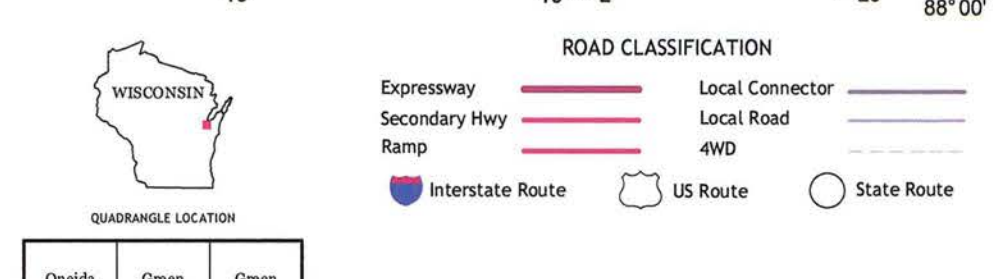 88°00'
ROAD CLASSIFICATION
WISCONSIN
QUADRANGLE LOCATION
Expressway
Local Connector
Secondary Hwy
Local Road
Ramp
4WD
Interstate Route
US Route
State Route
Oneida
Green
Green